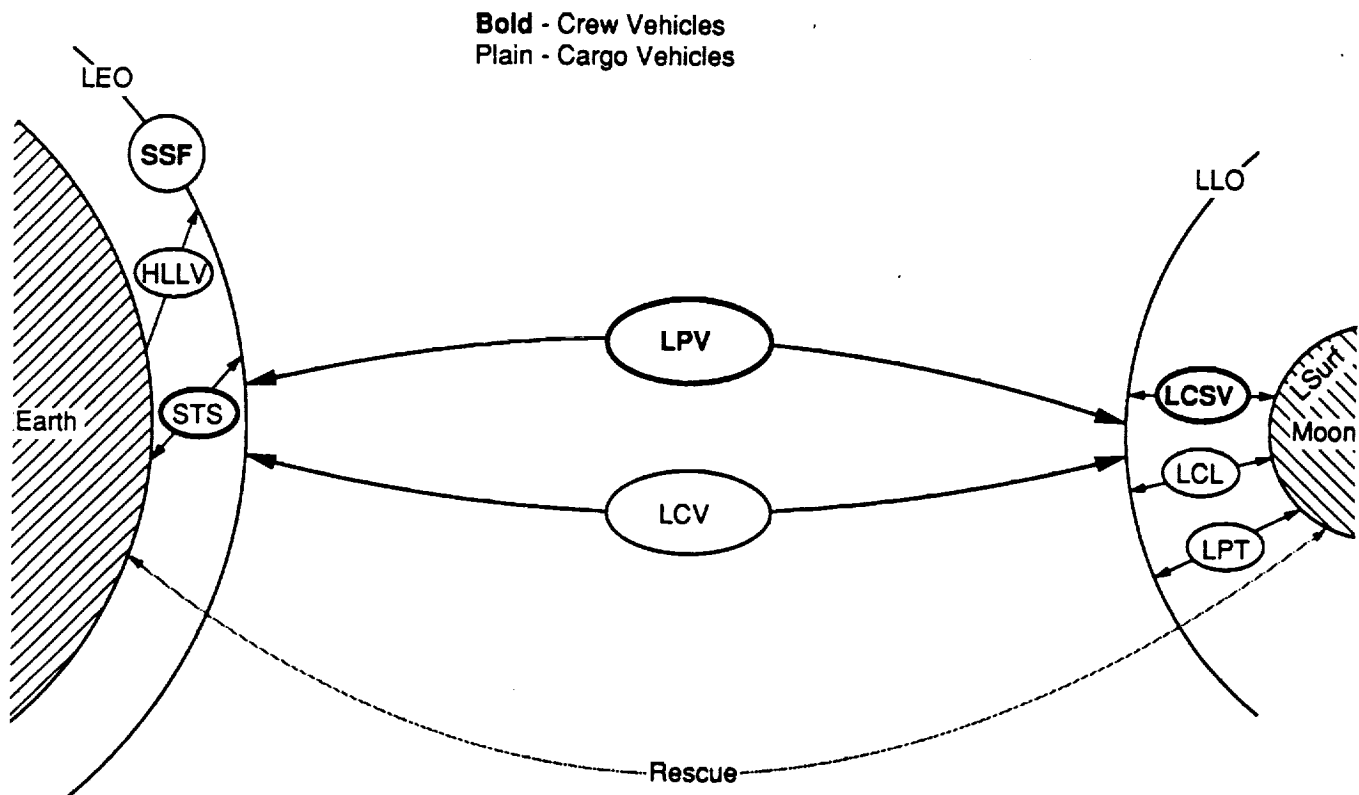 Bold - Crew Vehicles
Plain - Cargo Vehicles
LEO
SSF
LLO
HLLV
LPV
LSurf
LCSV
STS
Earth
Moon
LCL
LCV
LPT
Rescue